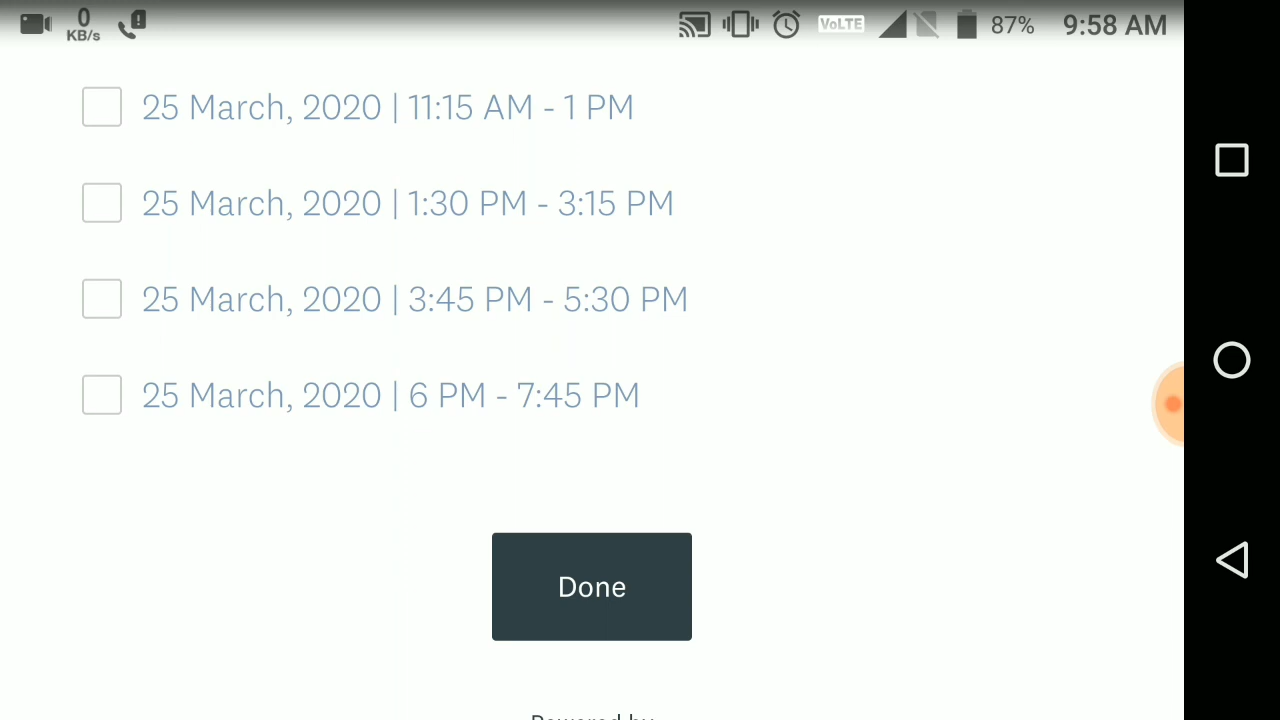 0
KB/s
VoLTE
87%
9:58 AM
25 March, 2020 | 11:15 AM - 1 PM
25 March, 2020 | 1:30 PM - 3:15 PM
25 March, 2020 | 3:45 PM - 5:30 PM
25 March, 2020 | 6 PM - 7:45 PM
Done
Powered by